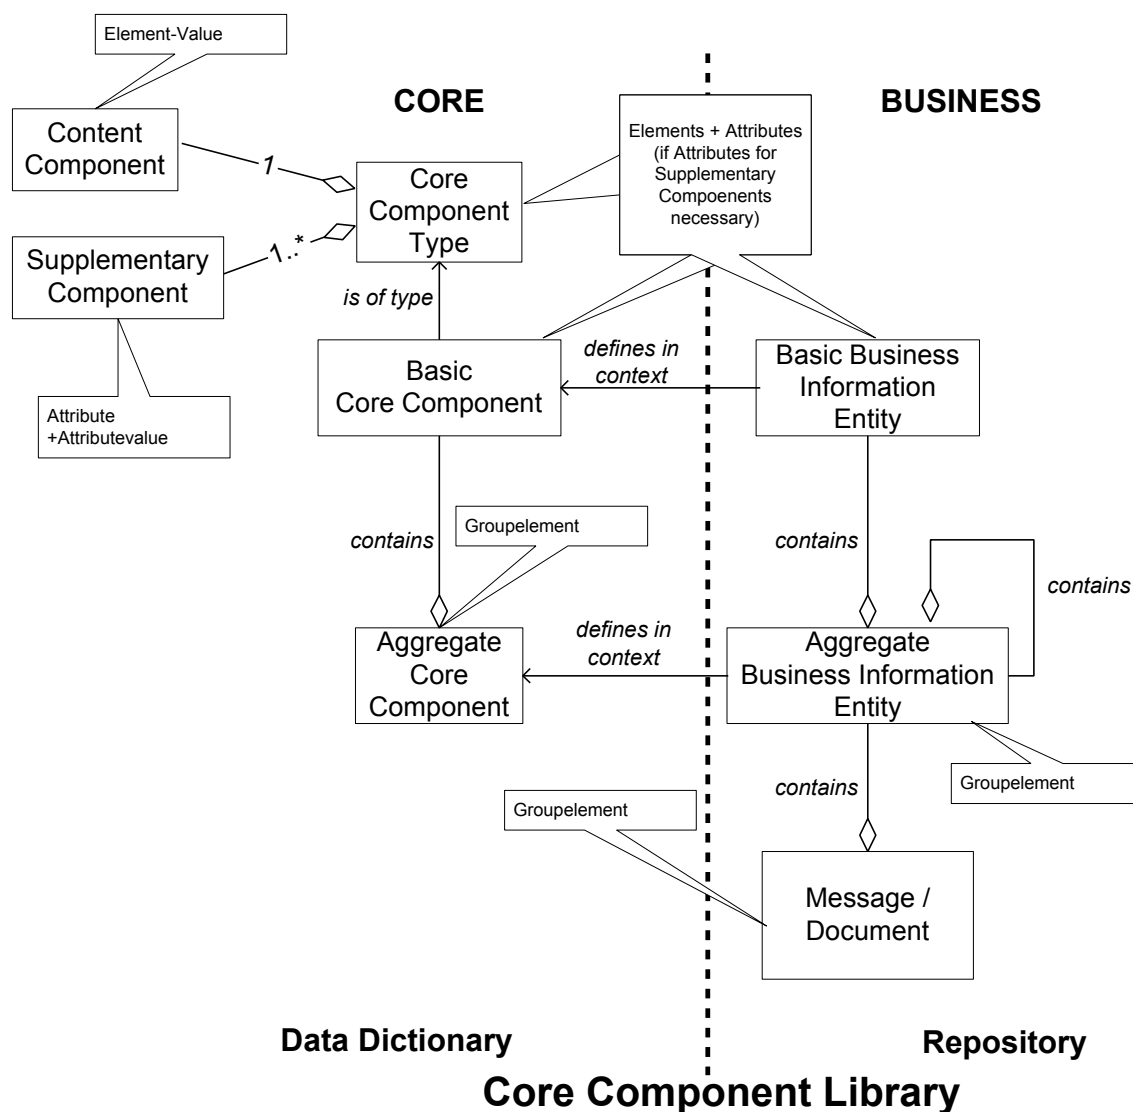 Element-Value
CORE
BUSINESS
Content
Component
1
Core
Component
Type
Elements + Attributes
(if Attributes for
Supplementary
Compoenents
necessary)
Supplementary
Component
1..*
is of type
Attribute
+Attributevalue
Basic
Core Component
defines in
context
Basic Business
Information
Entity
contains
Groupelement
contains
contains
Aggregate
Core
Component
defines in
context
Aggregate
Business Information
Entity
Groupelement
contains
Groupelement
Message /
Document
Data Dictionary
Repository
Core Component Library